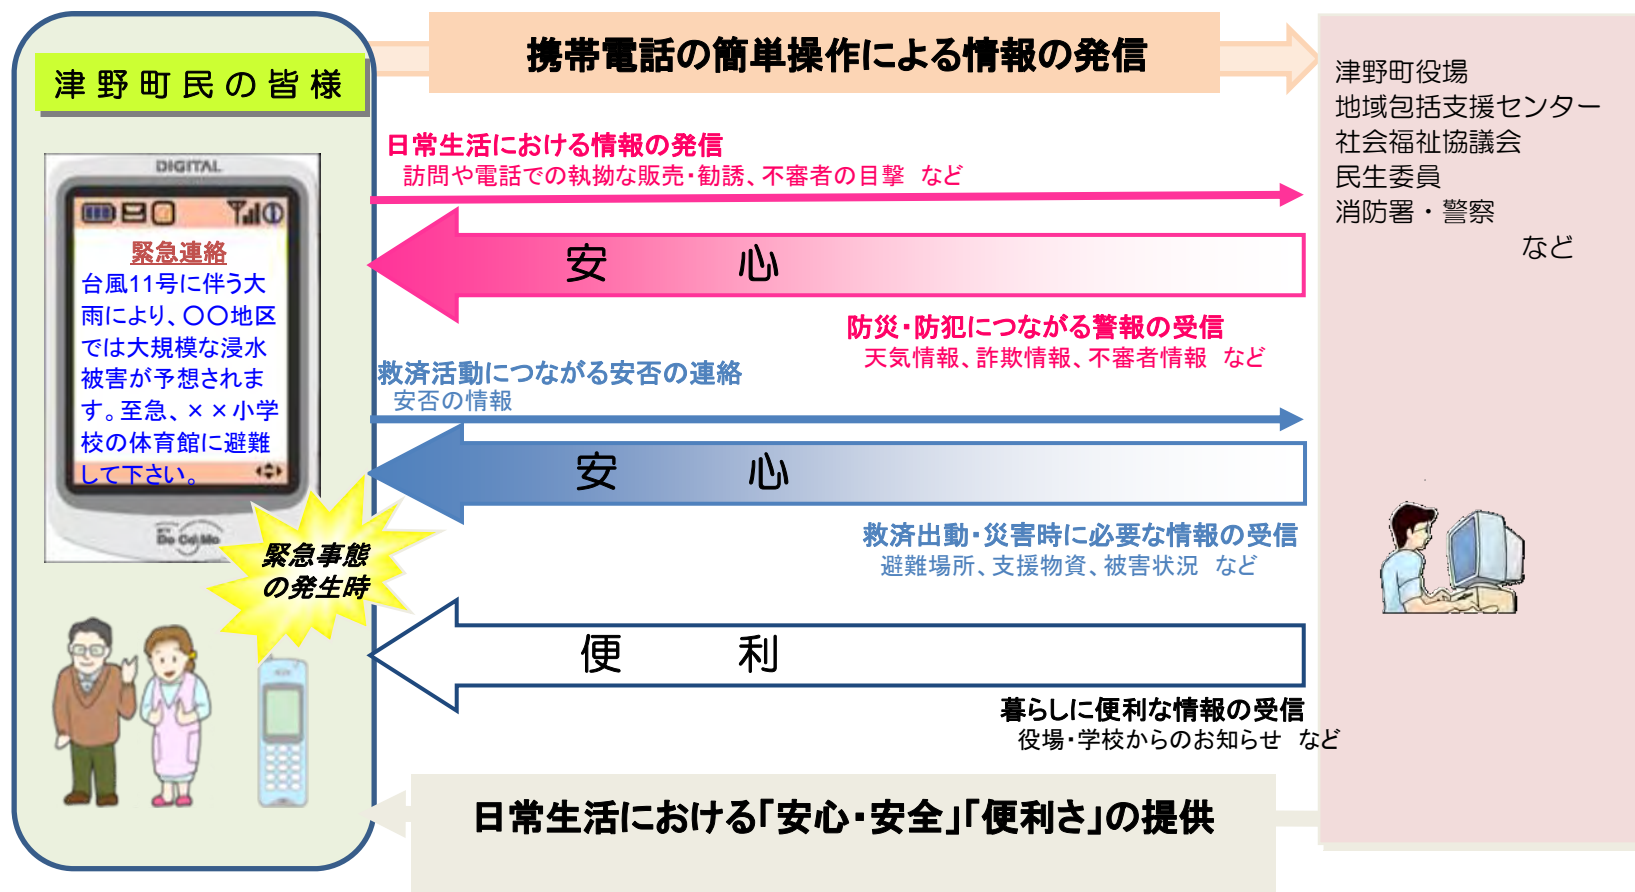 携帯電話の簡単操作による情報の発信
津野町民の皆様
DIGITAL
緊急連絡
台風11号に伴う大
雨により、〇〇地区
では大規模な浸水
被害が予想されま
す。至急、××小学
校の体育館に避難
して下さい。
DoCoMo
緊急事態
の発生時
日常生活における情報の発信
訪問や電話での執拗な販売・勧誘、不審者の目撃 など
安 心
防災・防犯につながる警報の受信
天気情報、詐欺情報、不審者情報 など
救済活動につながる安否の連絡
安否の情報
安 心
救済出動・災害時に必要な情報の受信
避難場所、支援物資、被害状況 など
便 利
暮らしに便利な情報の受信
役場・学校からのお知らせ など
日常生活における「安心・安全」「便利さ」の提供
津野町役場
地域包括支援センター
社会福祉協議会
民生委員
消防署・警察
など